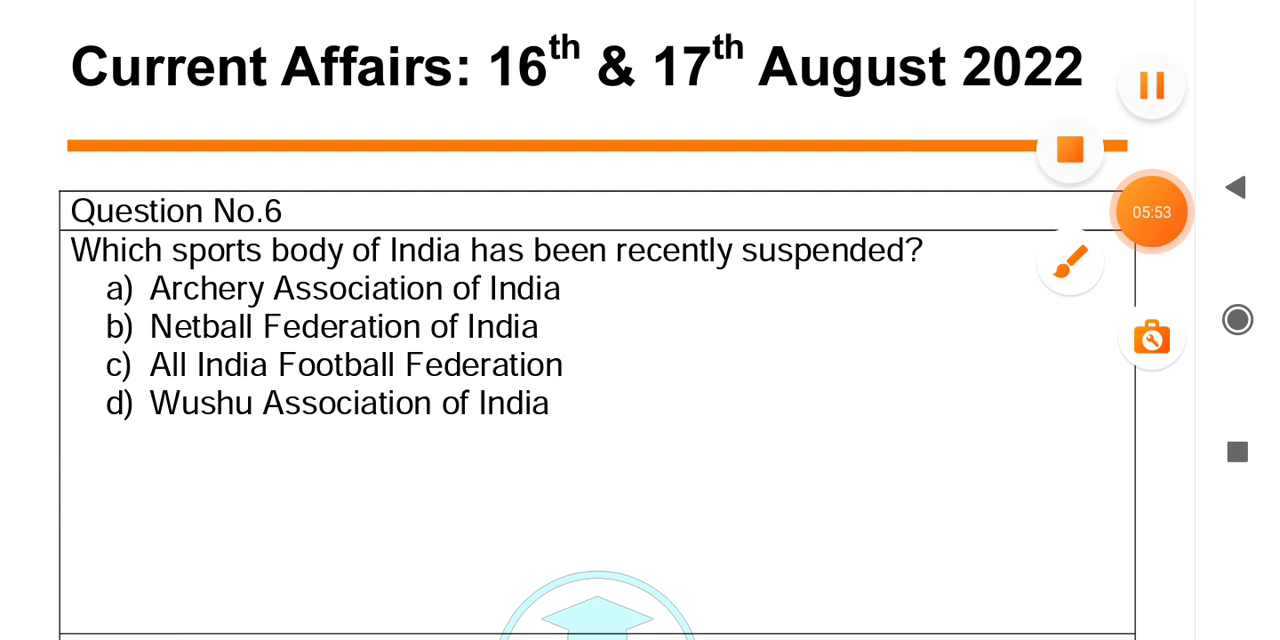 Current Affairs: 16th & 17th August 2022
Question No.6
05:53
Which sports body of India has been recently suspended?
a) Archery Association of India
b) Netball Federation of India
c) All India Football Federation
d) Wushu Association of India